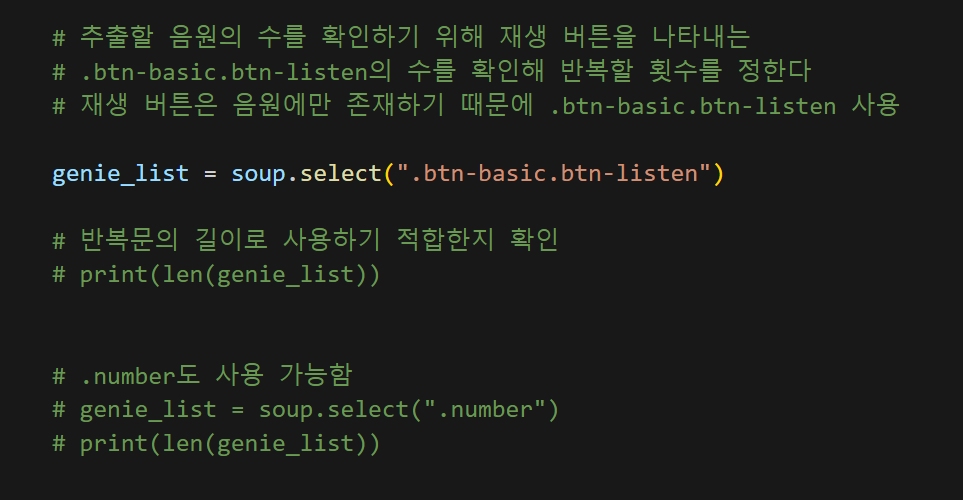 # 추출할 음원의 수를 확인하기 위해 재생 버튼을 나타내는
# .btn-basic.btn-listen의 수를 확인해 반복할 횟수를 정한다
# 재생 버튼은 음원에만 존재하기 때문에 .btn-basic.btn-listen 사용
genie_list = soup.select(".btn-basic.btn-listen")
# 반복문의 길이로 사용하기 적합한지 확인
# print(len(genie_list))
# .number도 사용 가능함
# genie_list = soup.select(".number")
# print(len(genie_list))